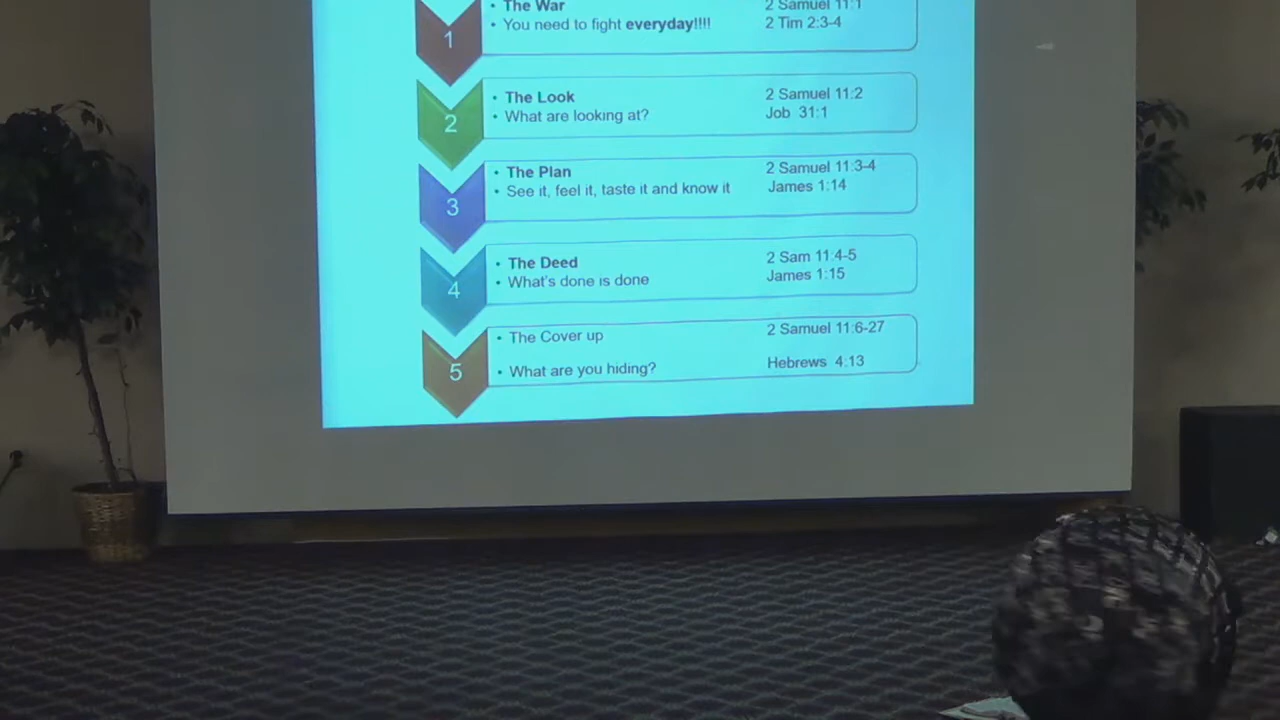 • The War 2 Samuel 11:1
1 • You need to fight everyday!!!! 2 Tim 2:3-4
• The Look 2 Samuel 11:2
2 • What are looking at? Job 31:1
• The Plan 2 Samuel 11:3-4
3 • See it, feel it, taste it and know it James 1:14
• The Deed 2 Sam 11:4-5
4 • What's done is done James 1:15
• The Cover up 2 Samuel 11:6-27
5 • What are you hiding? Hebrews 4:13